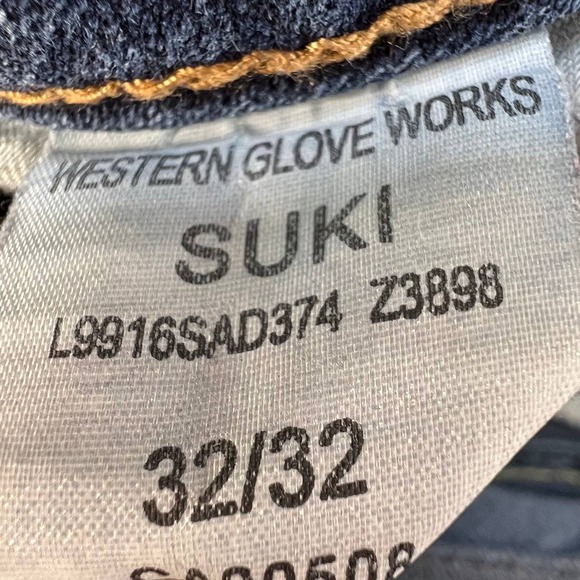 WESTERN GLOVE WORKS
SUKI
L9916SAD374 Z3898
32/32